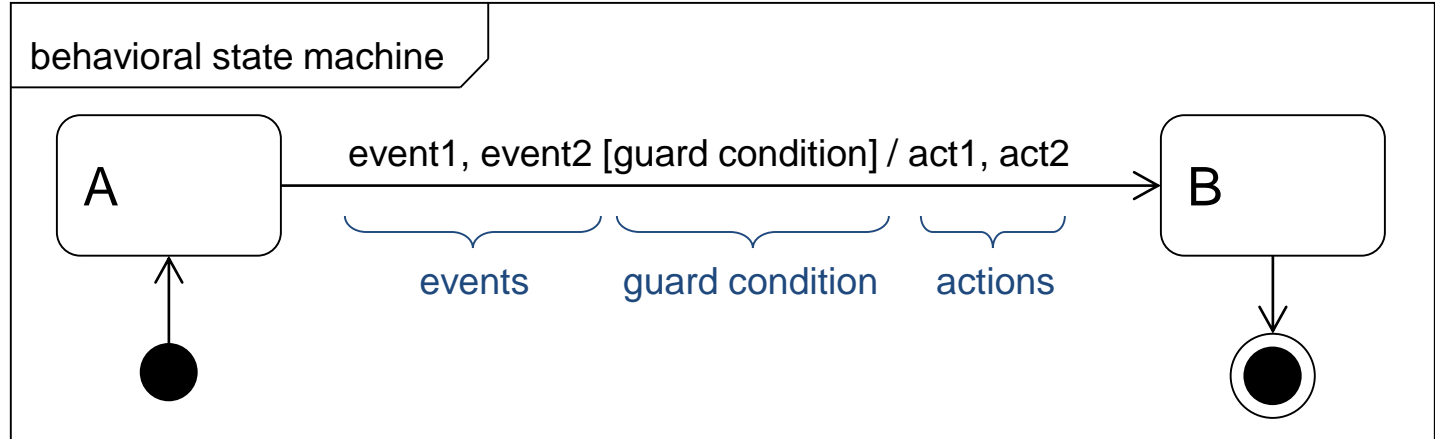 behavioral state machine
A
event1, event2 [guard condition] / act1, act2
B
events
guard condition
actions